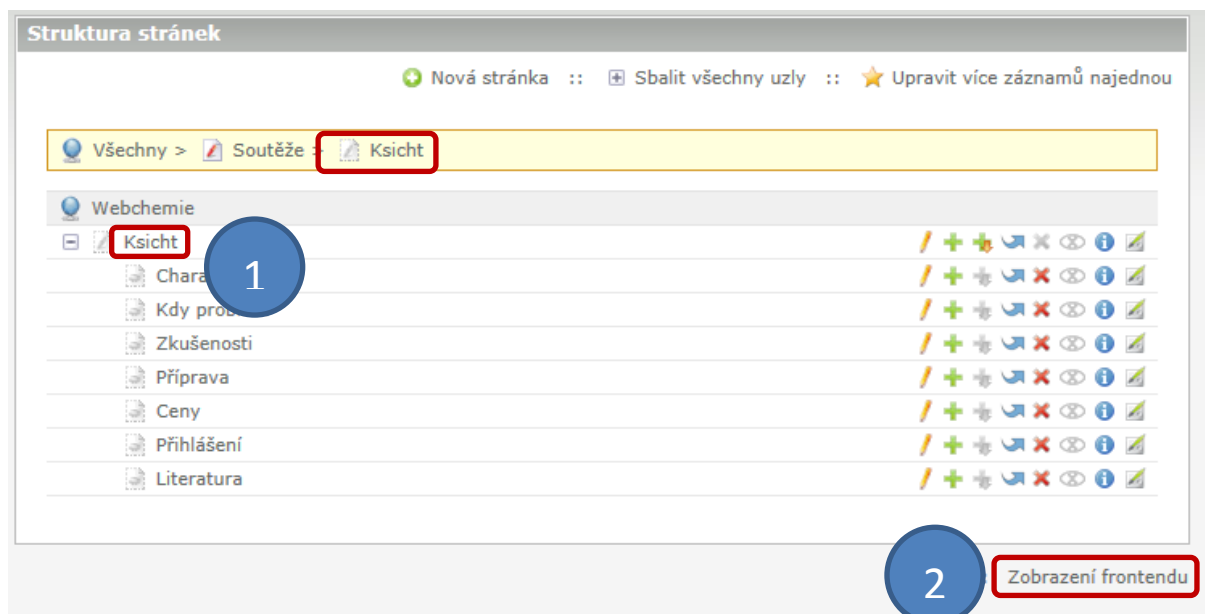 Struktura stránek
Nová stránka :: Sbalit všechny uzly :: Upravit více záznamů najednou
Všechny > Soutěže > Ksicht
Webchemie
Ksicht
1
Zkušenosti
Příprava
Ceny
Přihlášení
Literatura
2 Zobrazení frontendu